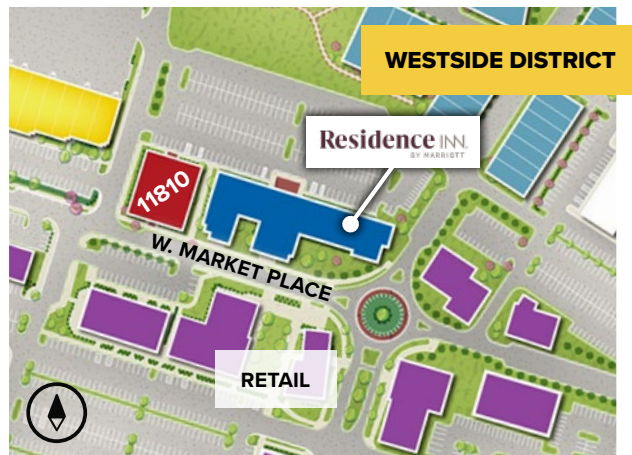 WESTSIDE DISTRICT
Residence INN.
BY MARRIOTT
11810
W. MARKET PLACE
RETAIL